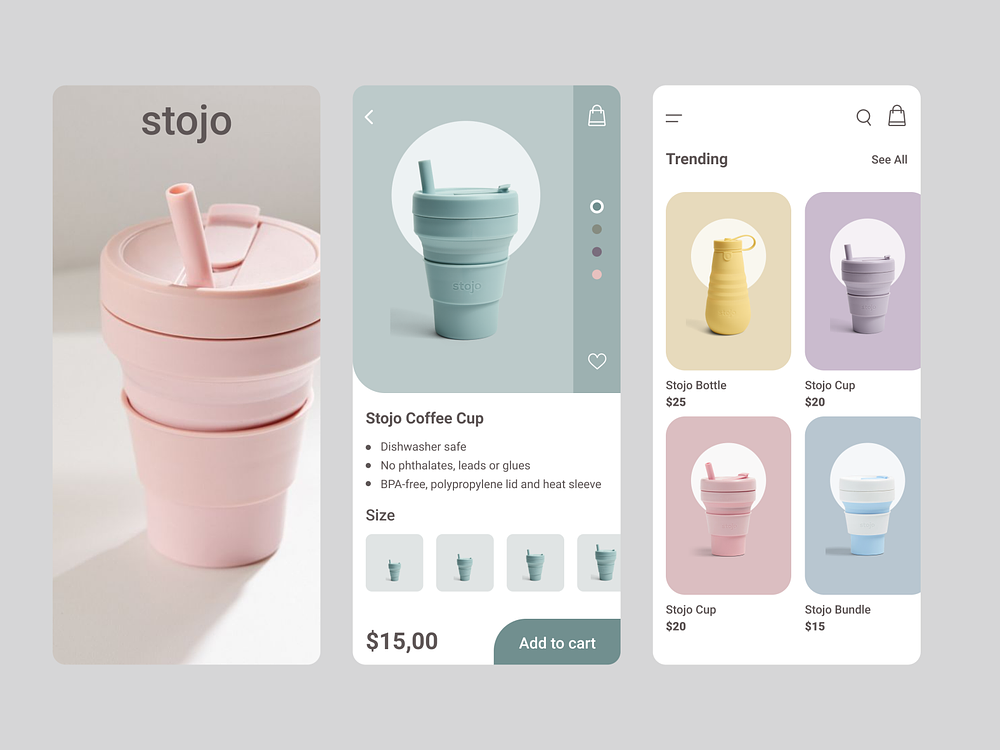 stojo
stojo
Stojo Coffee Cup
Dishwasher safe
No phthalates, leads or glues
BPA-free, polypropylene lid and heat sleeve
Size
$15,00
Add to cart
Trending
See All
Stojo Bottle
$25
Stojo Cup
$20
Stojo Cup
$20
Stojo Bundle
$15